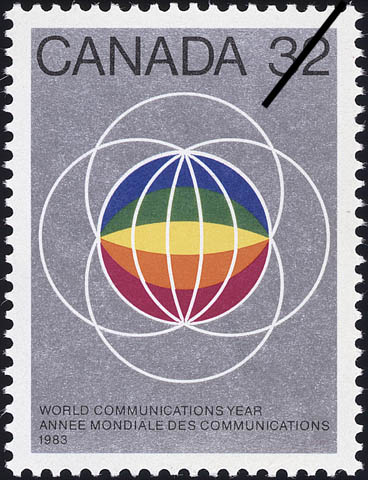 CANADA 32
WORLD COMMUNICATIONS YEAR
ANNEE MONDIALE DES COMMUNICATIONS
1983